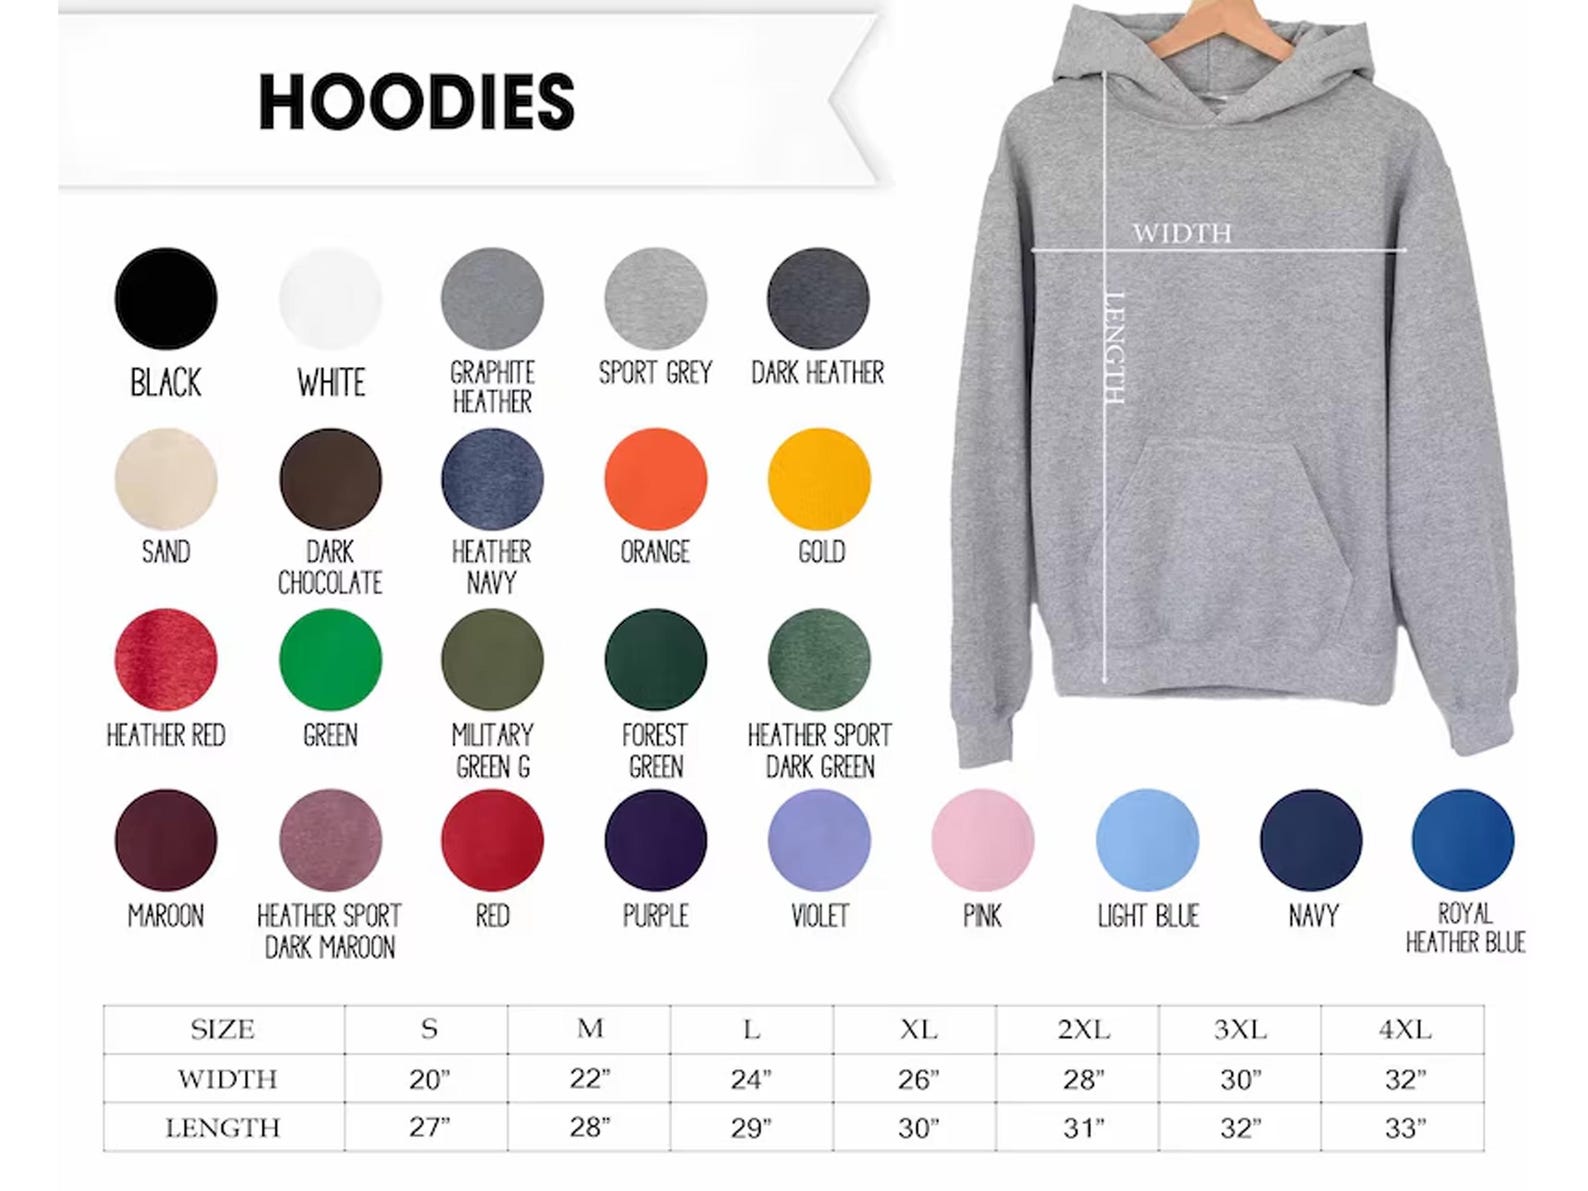 HOODIES
WIDTH
LENGTH
BLACK
WHITE
GRAPHITE
HEATHER
SPORT GREY
DARK HEATHER
SAND
DARK
CHOCOLATE
HEATHER
NAVY
ORANGE
GOLD
HEATHER RED
GREEN
MILITARY
GREEN G
FOREST
GREEN
HEATHER SPORT
DARK GREEN
MAROON
HEATHER SPORT
DARK MAROON
RED
PURPLE
VIOLET
PINK
LIGHT BLUE
NAVY
ROYAL
HEATHER BLUE
SIZE S M L XL 2XL 3XL 4XL
WIDTH 20” 22” 24” 26” 28” 30” 32”
LENGTH 27” 28” 29” 30” 31” 32” 33”